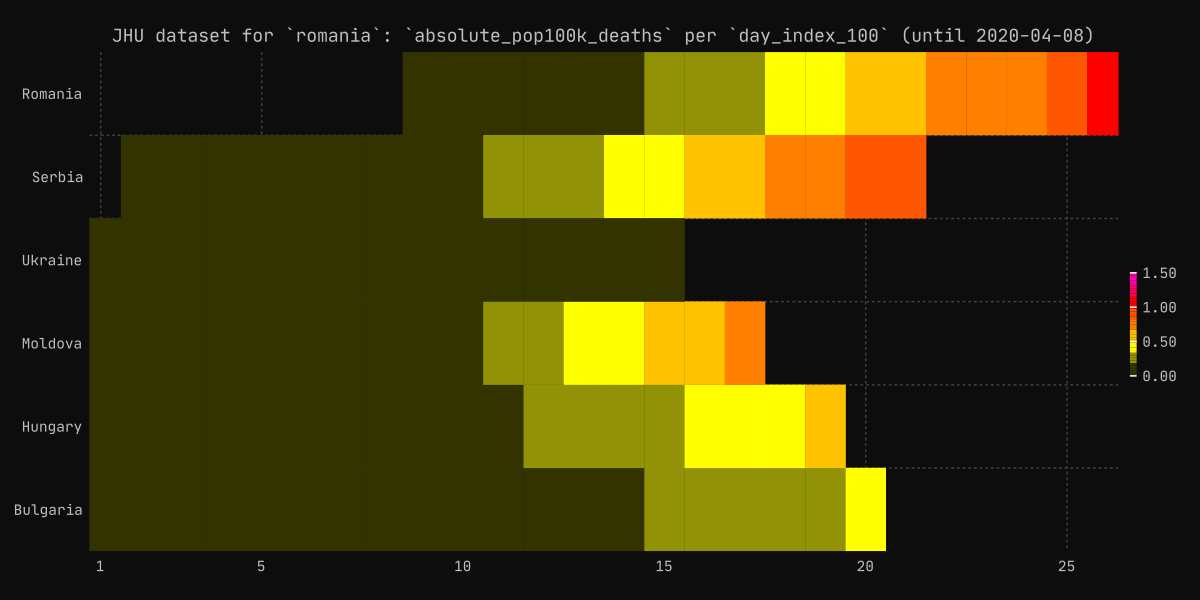 JHU dataset for `romania`: `absolute_pop100k_deaths` per `day_index_100` (until 2020-04-08)
Romania
Serbia
Ukraine
Moldova
Hungary
Bulgaria
1.50
1.00
0.50
0.00
1 5 10 15 20 25